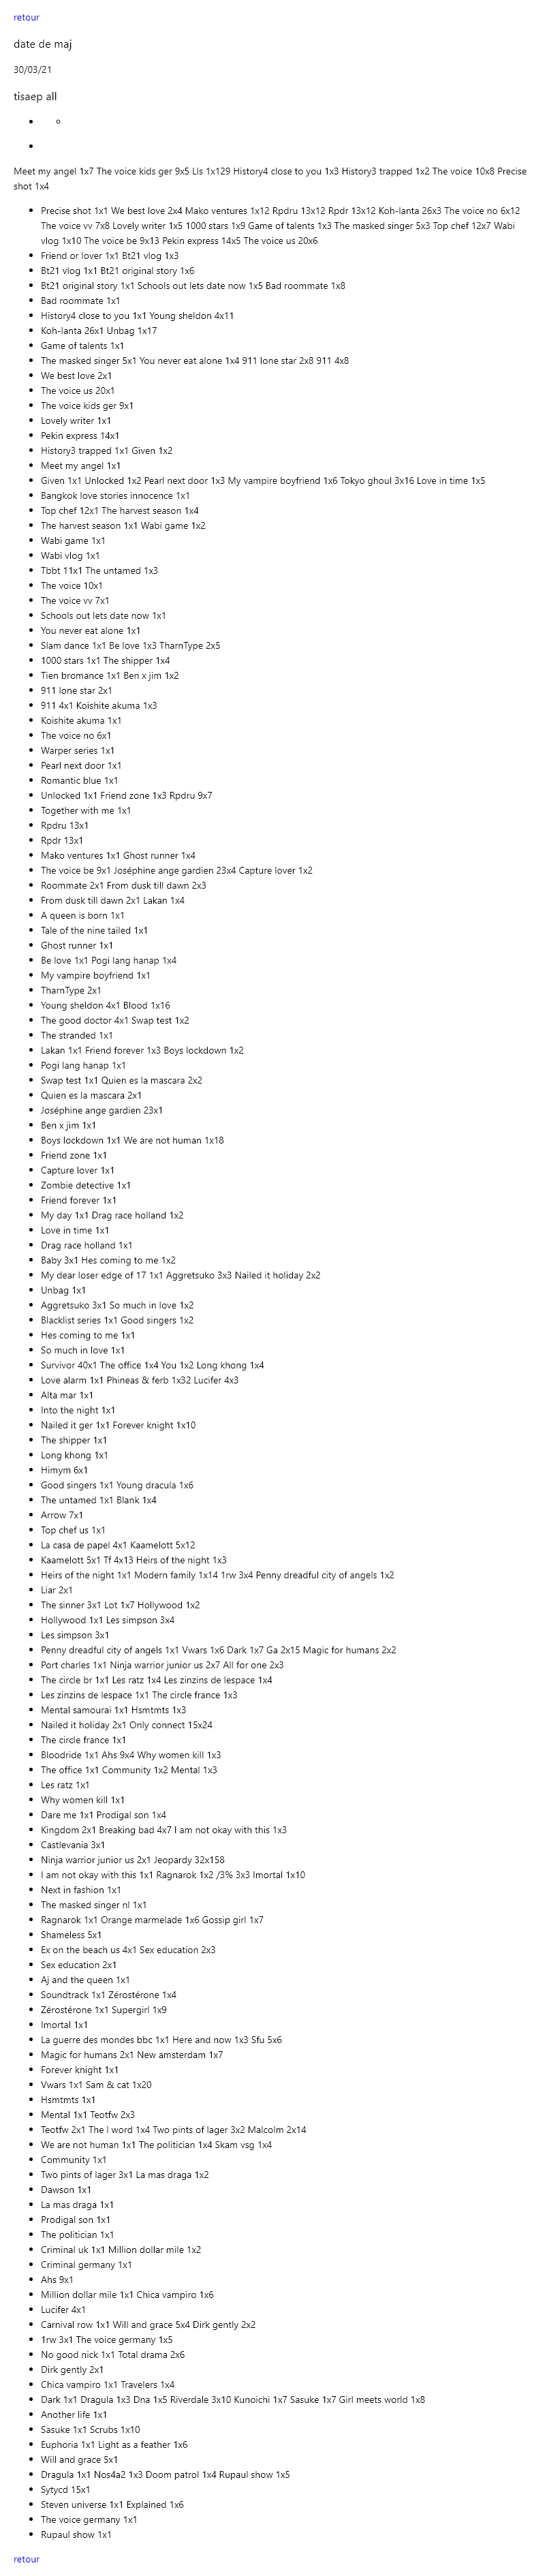 retour
date de maj
30/03/21
tisaep all
Meet my angel 1x7 The voice kids ger 9x5 Lls 1x129 History4 close to you 1x3 History3 trapped 1x2 The voice 10x8 Precise
shot 1x4
Precise shot 1x1 We best love 2x4 Mako ventures 1x12 Rpdru 13x12 Rpdr 13x12 Koh-lanta 26x3 The voice no 6x12
The voice vv 7x8 Lovely writer 1x5 1000 stars 1x9 Game of talents 1x3 The masked singer 5x3 Top chef 12x7 Wabi
vlog 1x10 The voice be 9x13 Pekin express 14x5 The voice us 20x6
Friend or lover 1x1 Bt21 vlog 1x3
Bt21 vlog 1x1 Bt21 original story 1x6
Bt21 original story 1x1 Schools out lets date now 1x5 Bad roommate 1x8
Bad roommate 1x1
History4 close to you 1x1 Young sheldon 4x11
Koh-lanta 26x1 Unbag 1x17
Game of talents 1x1
The masked singer 5x1 You never eat alone 1x4 911 lone star 2x8 911 4x8
We best love 2x1
The voice us 20x1
The voice kids ger 9x1
Lovely writer 1x1
Pekin express 14x1
History3 trapped 1x1 Given 1x2
Meet my angel 1x1
Given 1x1 Unlocked 1x2 Pearl next door 1x3 My vampire boyfriend 1x6 Tokyo ghoul 3x16 Love in time 1x5
Bangkok love stories innocence 1x1
Top chef 12x1 The harvest season 1x4
The harvest season 1x1 Wabi game 1x2
Wabi game 1x1
Wabi vlog 1x1
Tbbt 11x1 The untamed 1x3
The voice 10x1
The voice vv 7x1
Schools out lets date now 1x1
You never eat alone 1x1
Slam dance 1x1 Be love 1x3 TharnType 2x5
1000 stars 1x1 The shipper 1x4
Tien bromance 1x1 Ben x jim 1x2
911 lone star 2x1
911 4x1 Koishite akuma 1x3
Koishite akuma 1x1
The voice no 6x1
Warper series 1x1
Pearl next door 1x1
Romantic blue 1x1
Unlocked 1x1 Friend zone 1x3 Rpdru 9x7
Together with me 1x1
Rpdru 13x1
Rpdr 13x1
Mako ventures 1x1 Ghost runner 1x4
The voice be 9x1 Joséphine ange gardien 23x4 Capture lover 1x2
Roommate 2x1 From dusk till dawn 2x3
From dusk till dawn 2x1 Lakan 1x4
A queen is born 1x1
Tale of the nine tailed 1x1
Ghost runner 1x1
Be love 1x1 Pogi lang hanap 1x4
My vampire boyfriend 1x1
TharnType 2x1
Young sheldon 4x1 Blood 1x16
The good doctor 4x1 Swap test 1x2
The stranded 1x1
Lakan 1x1 Friend forever 1x3 Boys lockdown 1x2
Pogi lang hanap 1x1
Swap test 1x1 Quien es la mascara 2x2
Quien es la mascara 2x1
Joséphine ange gardien 23x1
Ben x jim 1x1
Boys lockdown 1x1 We are not human 1x18
Friend zone 1x1
Capture lover 1x1
Zombie detective 1x1
Friend forever 1x1
My day 1x1 Drag race holland 1x2
Love in time 1x1
Drag race holland 1x1
Baby 3x1 Hes coming to me 1x2
My dear loser edge of 17 1x1 Aggretsuko 3x3 Nailed it holiday 2x2
Unbag 1x1
Aggretsuko 3x1 So much in love 1x2
Blacklist series 1x1 Good singers 1x2
Hes coming to me 1x1
So much in love 1x1
Survivor 40x1 The office 1x4 You 1x2 Long khong 1x4
Love alarm 1x1 Phineas & ferb 1x32 Lucifer 4x3
Alta mar 1x1
Into the night 1x1
Nailed it ger 1x1 Forever knight 1x10
The shipper 1x1
Long khong 1x1
Himym 6x1
Good singers 1x1 Young dracula 1x6
The untamed 1x1 Blank 1x4
Arrow 7x1
Top chef us 1x1
La casa de papel 4x1 Kaamelott 5x12
Kaamelott 5x1 Tf 4x13 Heirs of the night 1x3
Heirs of the night 1x1 Modern family 1x14 1rw 3x4 Penny dreadful city of angels 1x2
Liar 2x1
The sinner 3x1 Lot 1x7 Hollywood 1x2
Hollywood 1x1 Les simpson 3x4
Les simpson 3x1
Penny dreadful city of angels 1x1 Vwars 1x6 Dark 1x7 Ga 2x15 Magic for humans 2x2
Port charles 1x1 Ninja warrior junior us 2x7 All for one 2x3
The circle br 1x1 Les ratz 1x4 Les zinzins de lespace 1x4
Les zinzins de lespace 1x1 The circle france 1x3
Mental samourai 1x1 Hsmtmts 1x3
Nailed it holiday 2x1 Only connect 15x24
The circle france 1x1
Bloodride 1x1 Ahs 9x4 Why women kill 1x3
The office 1x1 Community 1x2 Mental 1x3
Les ratz 1x1
Why women kill 1x1
Dare me 1x1 Prodigal son 1x4
Kingdom 2x1 Breaking bad 4x7 I am not okay with this 1x3
Castlevania 3x1
Ninja warrior junior us 2x1 Jeopardy 32x158
I am not okay with this 1x1 Ragnarok 1x2 /3% 3x3 Imortal 1x10
Next in fashion 1x1
The masked singer nl 1x1
Ragnarok 1x1 Orange marmelade 1x6 Gossip girl 1x7
Shameless 5x1
Ex on the beach us 4x1 Sex education 2x3
Sex education 2x1
Aj and the queen 1x1
Soundtrack 1x1 Zérostérone 1x4
Zérostérone 1x1 Supergirl 1x9
Imortal 1x1
La guerre des mondes bbc 1x1 Here and now 1x3 Sfu 5x6
Magic for humans 2x1 New amsterdam 1x7
Forever knight 1x1
Vwars 1x1 Sam & cat 1x20
Hsmtmts 1x1
Mental 1x1 Teotfw 2x3
Teotfw 2x1 The l word 1x4 Two pints of lager 3x2 Malcolm 2x14
We are not human 1x1 The politician 1x4 Skam vsg 1x4
Community 1x1
Two pints of lager 3x1 La mas draga 1x2
Dawson 1x1
La mas draga 1x1
Prodigal son 1x1
The politician 1x1
Criminal uk 1x1 Million dollar mile 1x2
Criminal germany 1x1
Ahs 9x1
Million dollar mile 1x1 Chica vampiro 1x6
Lucifer 4x1
Carnival row 1x1 Will and grace 5x4 Dirk gently 2x2
1rw 3x1 The voice germany 1x5
No good nick 1x1 Total drama 2x6
Dirk gently 2x1
Chica vampiro 1x1 Travelers 1x4
Dark 1x1 Dragula 1x3 Dna 1x5 Riverdale 3x10 Kunoichi 1x7 Sasuke 1x7 Girl meets world 1x8
Another life 1x1
Sasuke 1x1 Scrubs 1x10
Euphoria 1x1 Light as a feather 1x6
Will and grace 5x1
Dragula 1x1 Nos4a2 1x3 Doom patrol 1x4 Rupaul show 1x5
Sytycd 15x1
Steven universe 1x1 Explained 1x6
The voice germany 1x1
Rupaul show 1x1
retour